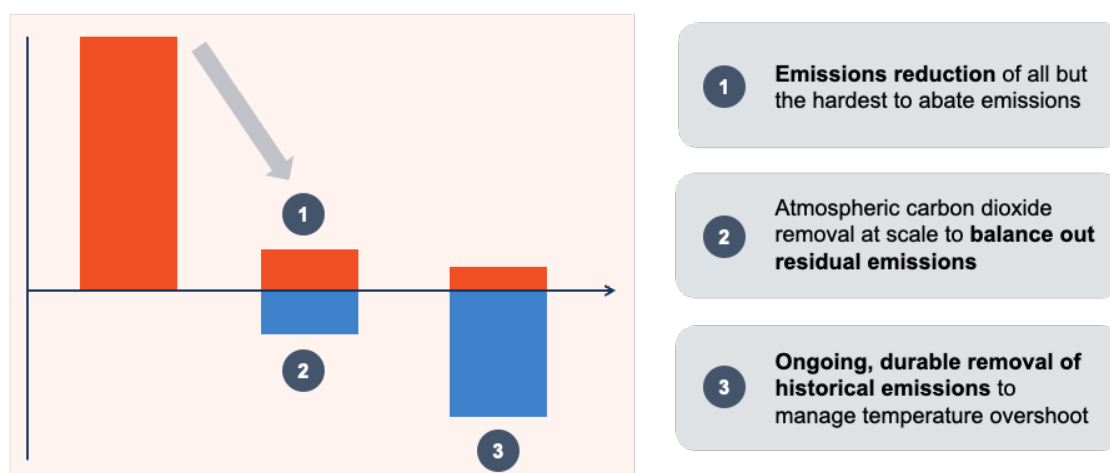 1
2
3
1
Emissions reduction of all but
the hardest to abate emissions
2
Atmospheric carbon dioxide
removal at scale to balance out
residual emissions
3
Ongoing, durable removal of
historical emissions to
manage temperature overshoot